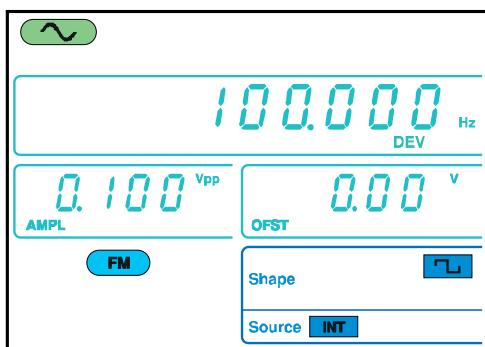 100.000 Hz
DEV
0.100 Vpp
AMPL
0.00 V
OFST
FM
Shape
Source INT